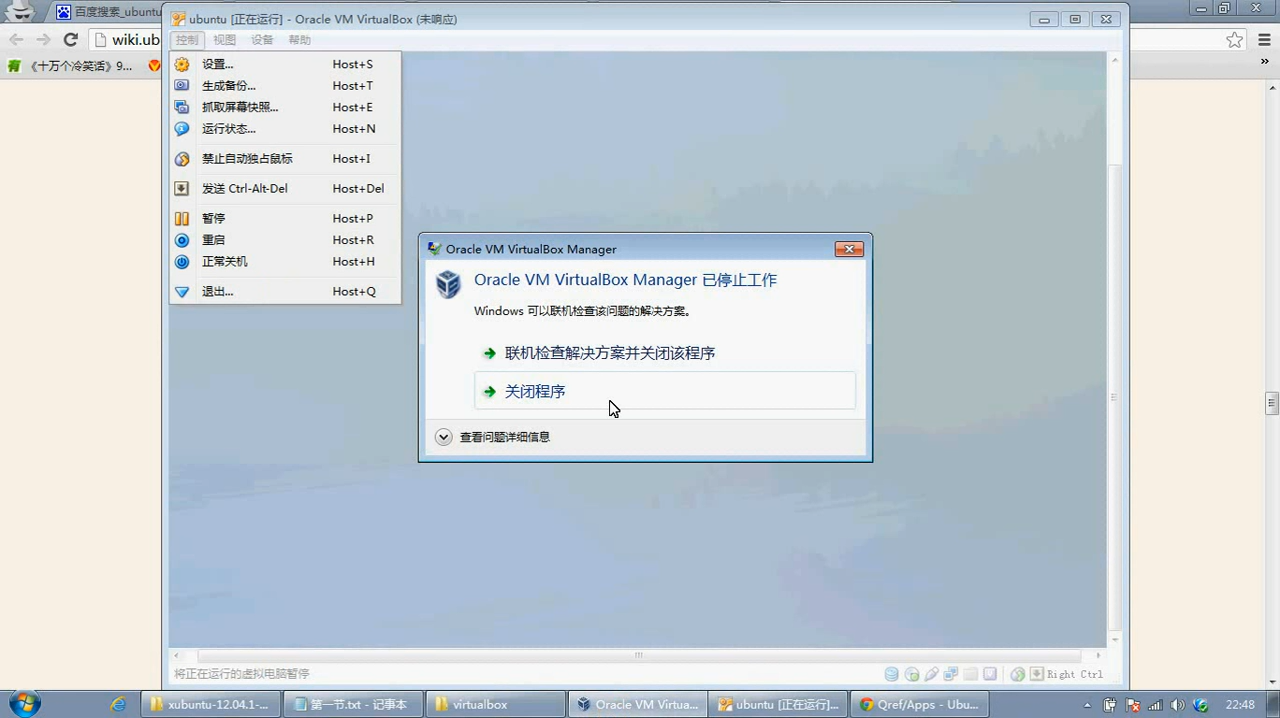 百度搜索_ubuntu
ubuntu [正在运行] - Oracle VM VirtualBox (未响应)
wiki.ub
《十万个冷笑话》9...
控制 视图 设备 帮助
设置... Host+S
生成备份... Host+T
抓取屏幕快照... Host+E
运行状态... Host+N
禁止自动独占鼠标 Host+I
发送 Ctrl-Alt-Del Host+Del
暂停 Host+P
重启 Host+R
正常关机 Host+H
退出... Host+Q
Oracle VM VirtualBox Manager
Oracle VM VirtualBox Manager 已停止工作
Windows 可以联机检查该问题的解决方案。
联机检查解决方案并关闭该程序
关闭程序
查看问题详细信息
将正在运行的虚拟电脑暂停
Right Ctrl
xubuntu-12.04.1-...
第一节.txt - 记事本
virtualbox
Oracle VM Virtua...
ubuntu [正在运行]...
Qref/Apps - Ubu...
22:48